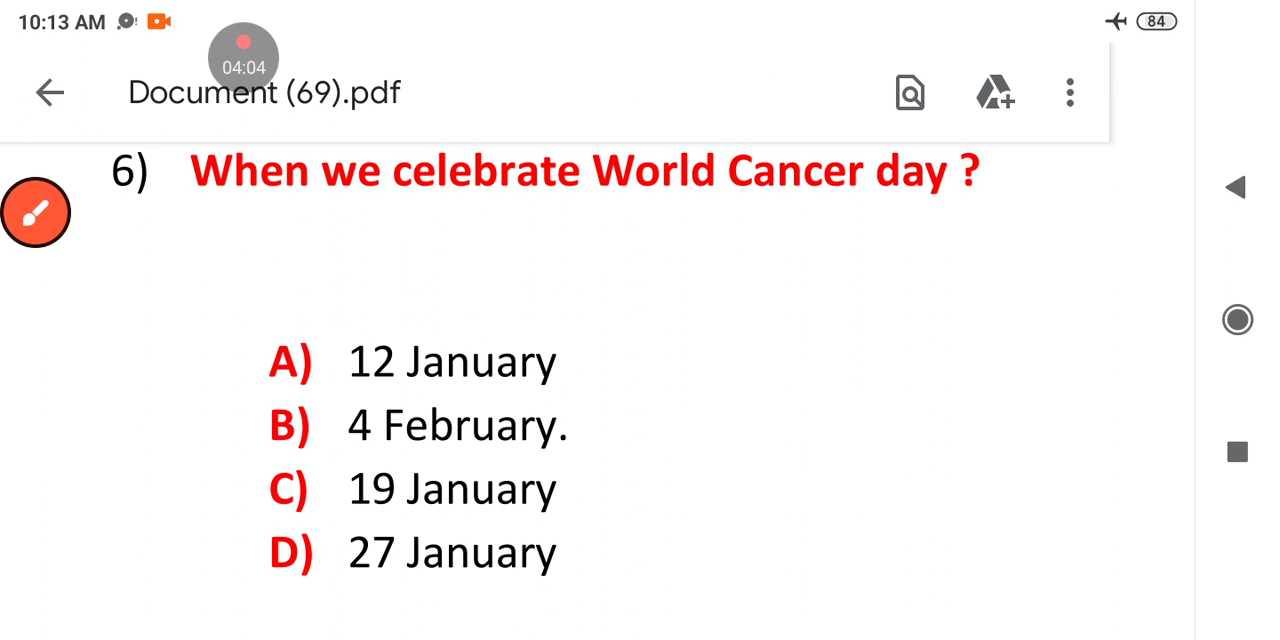 10:13 AM
84
04:04
Document (69).pdf
6) When we celebrate World Cancer day ?
A) 12 January
B) 4 February.
C) 19 January
D) 27 January